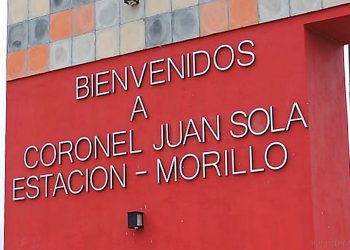 BIENVENIDOS
A
CORONEL JUAN SOLA
ESTACION - MORILLO